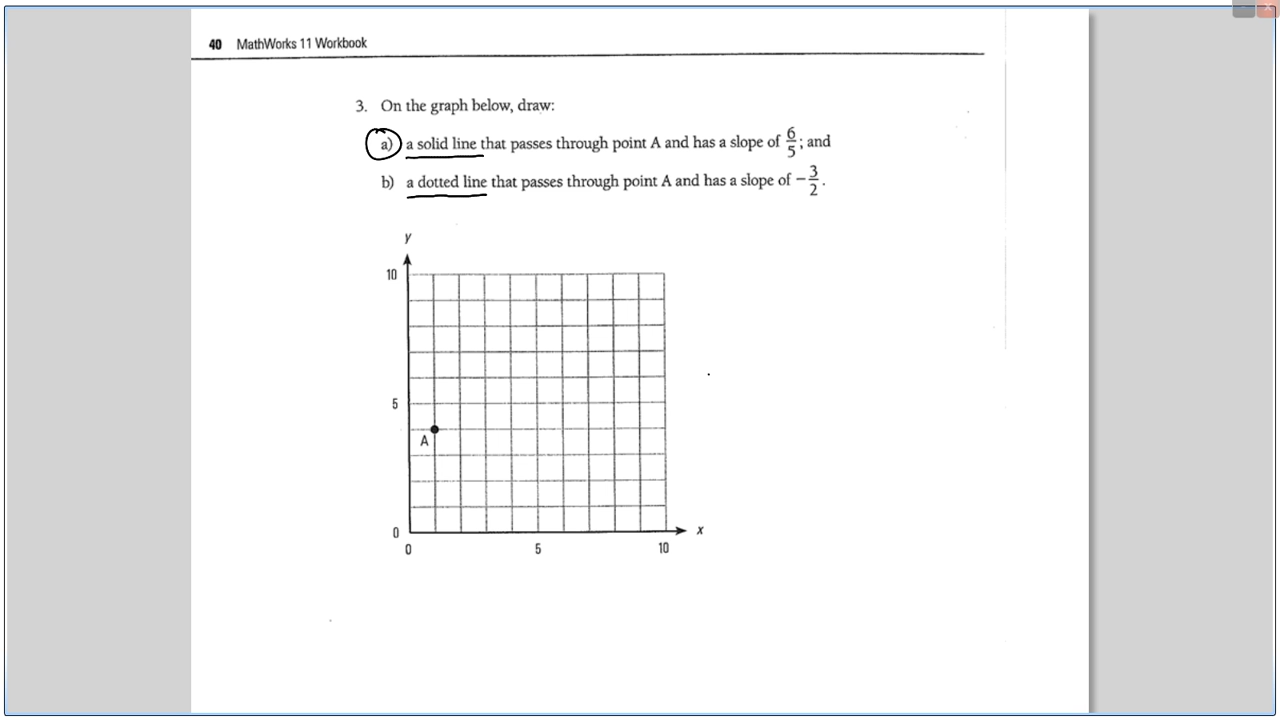 40 MathWorks 11 Workbook
3. On the graph below, draw:
a) a solid line that passes through point A and has a slope of 6/5; and
b) a dotted line that passes through point A and has a slope of −3/2.
y
10
5
A
0
x
0 5 10